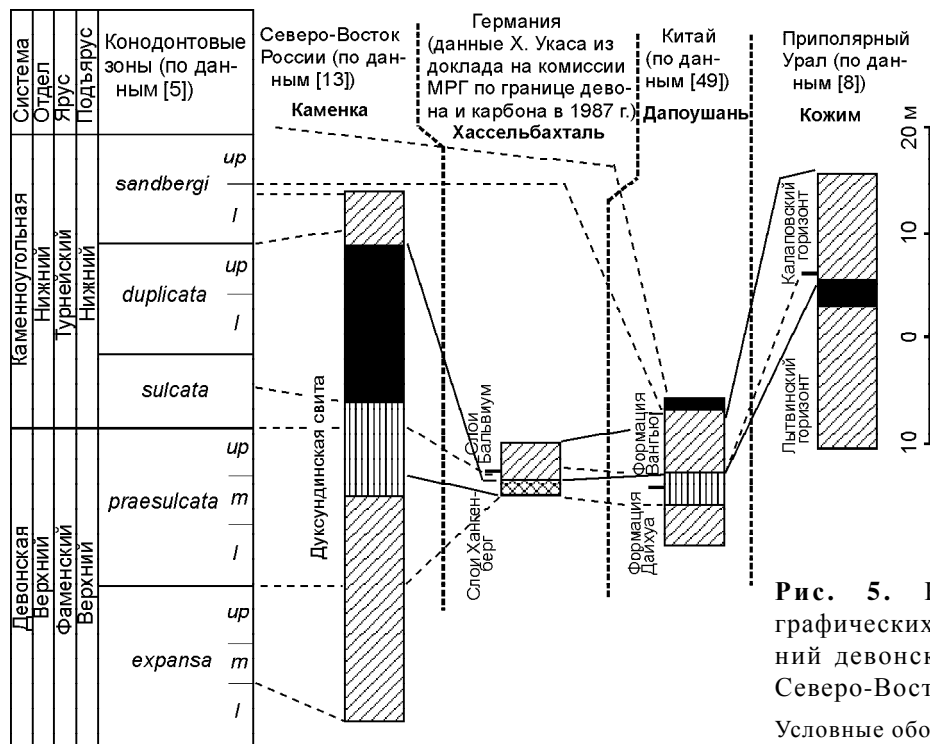 Система
Отдел
Ярус
Подъярус
Конодонтовые
зоны (по дан-
ным [5])
Северо-Восток
России (по дан-
ным [13])
Каменка
Германия
(данные Х. Укаса из
доклада на комиссии
МРГ по границе дево-
на и карбона в 1987 г.)
Хассельбахталь
Китай
(по дан-
ным [49])
Дапоушань
Приполярный
Урал (по дан-
ным [8])
Кожим
Каменноугольная
Нижний
Турнейский
Нижний
Девонская
Верхний
Фаменский
Верхний
up
sandbergi
l
up
duplicata
l
sulcata
up
praesulcata
m
l
up
expansa
m
l
Дуксундинская свита
Слои
Бальвиум
Слои Ханкен-
берг
Формация
Вангью
Формация
Дайхуа
Калаповский
горизонт
Лытвинский
горизонт
20 м
10
0
10
Рис. 5.
графических
ний девонск
Северо-Вост
Условные обо